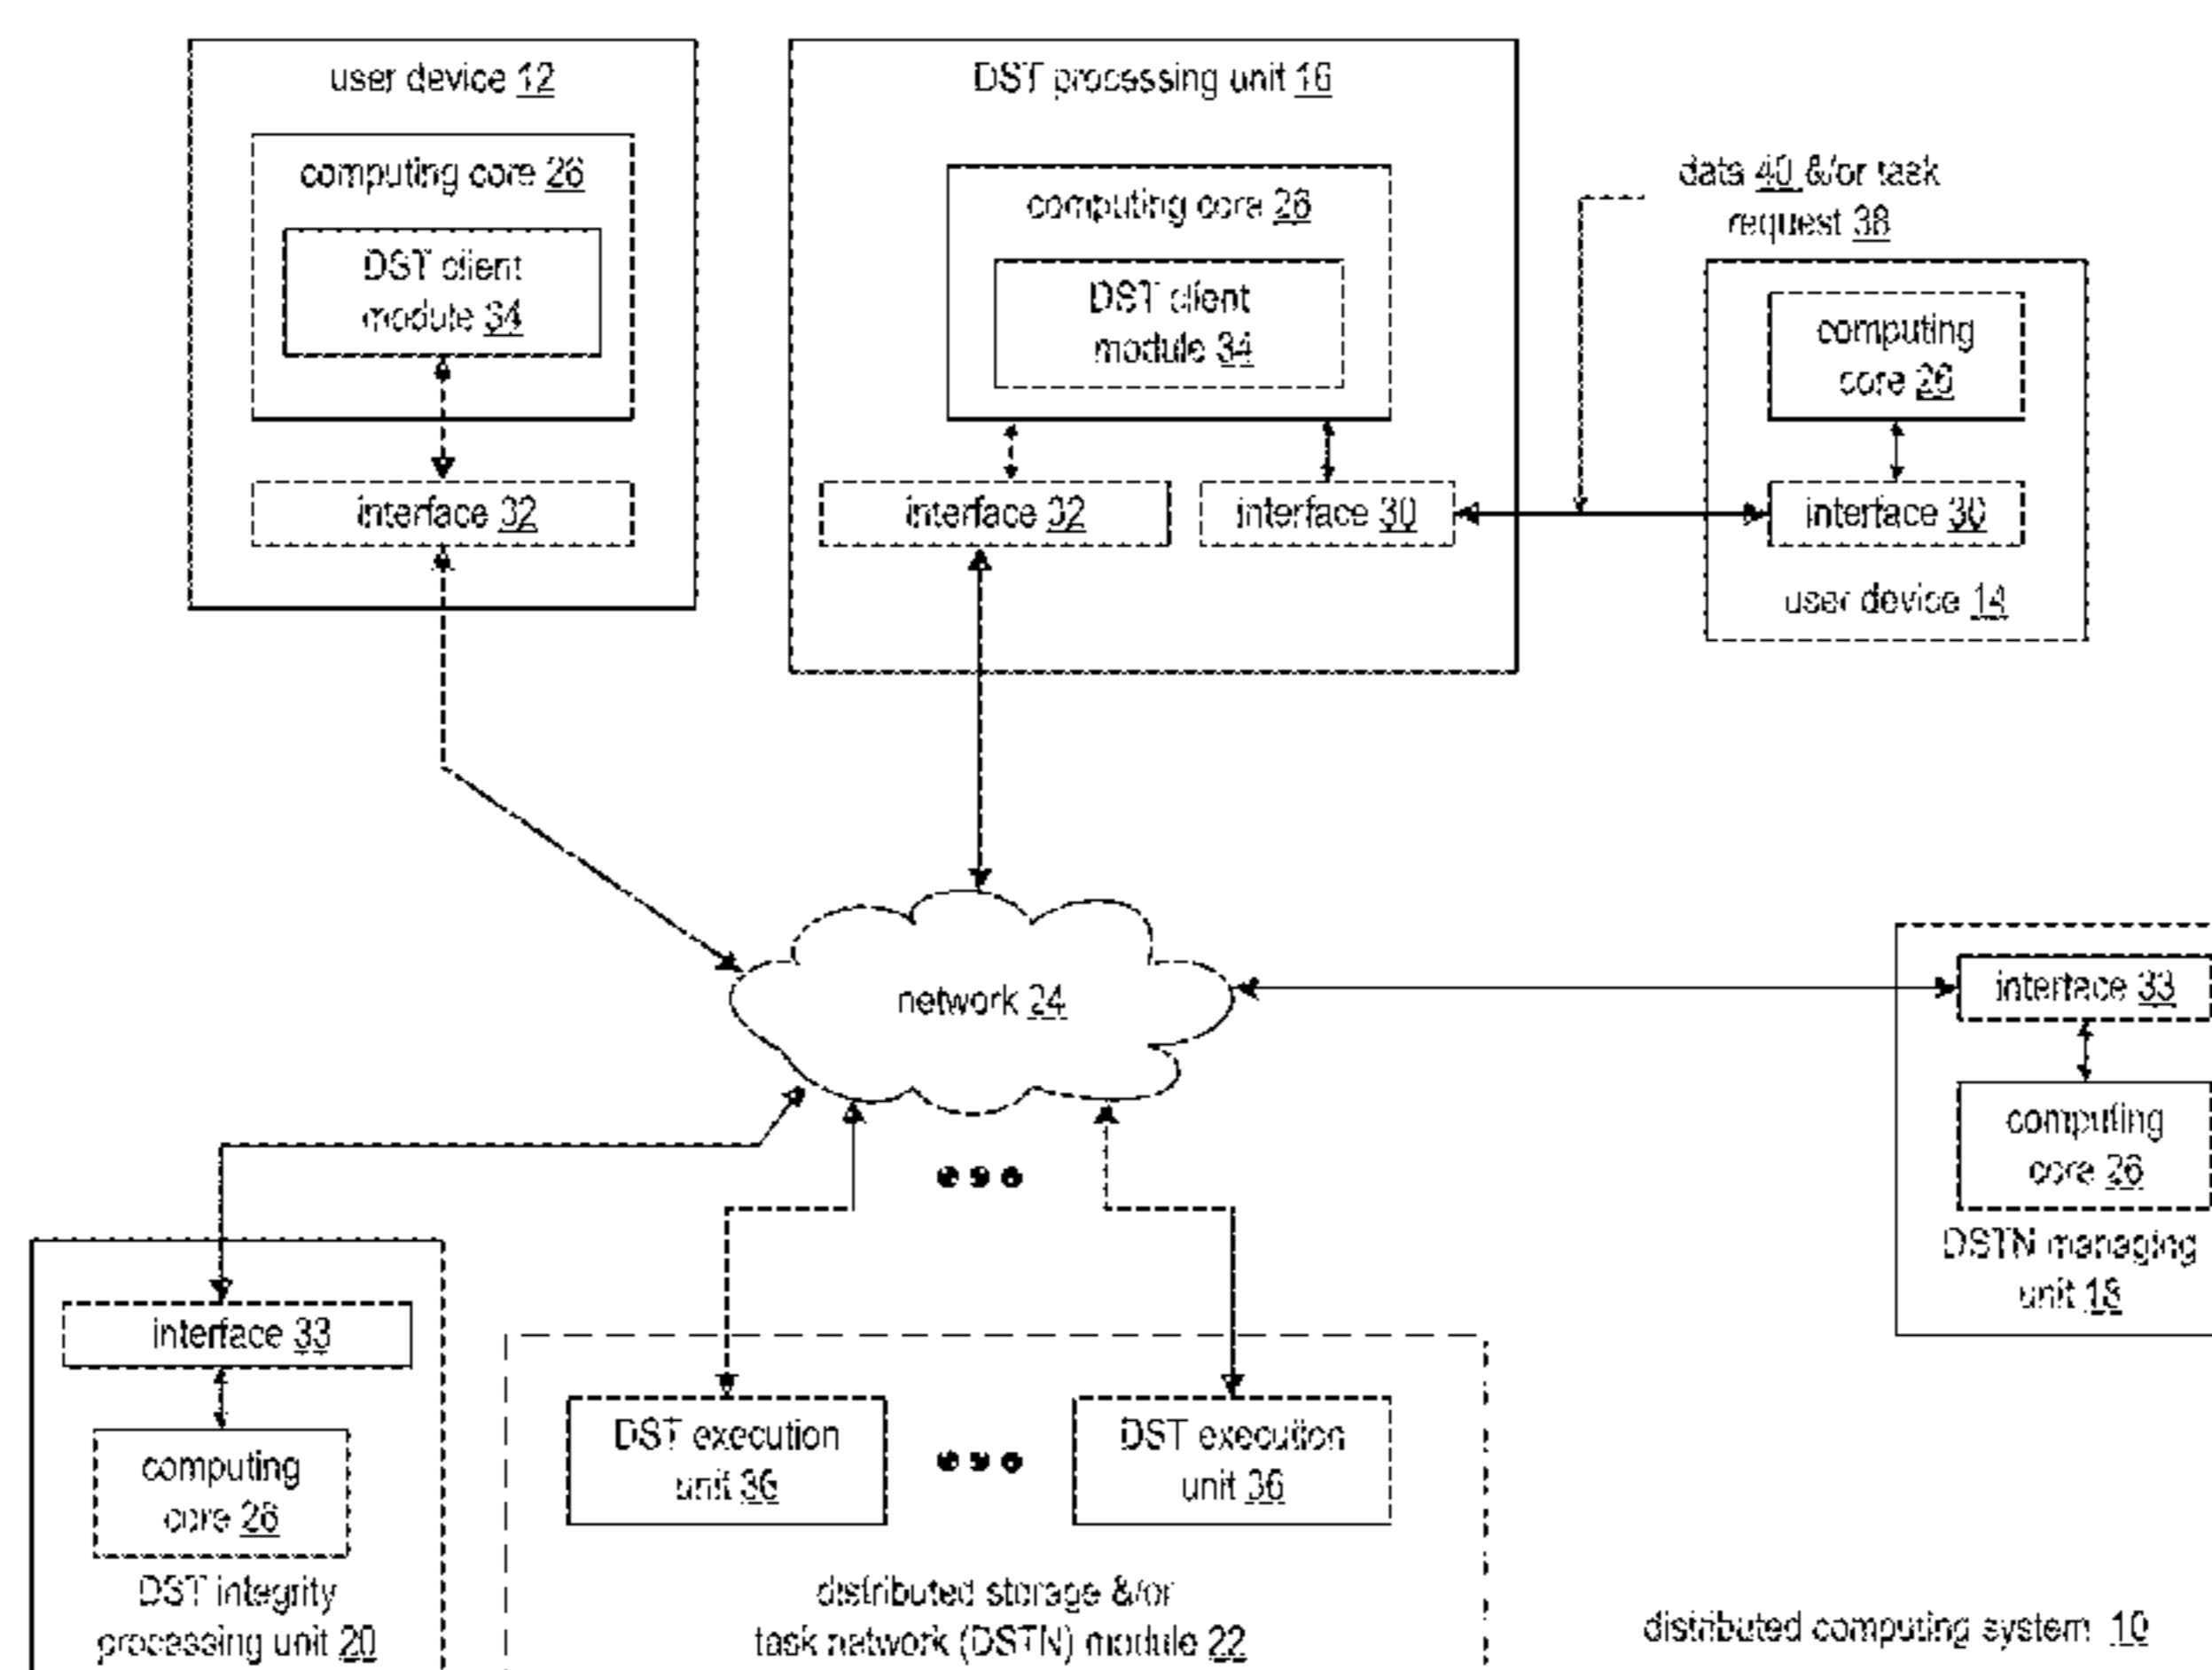 user device 12
computing core 26
DST client
module 34
interface 32
DST processing unit 16
computing core 26
DST client
module 34
interface 32
interface 30
data 40 &/or task
request 38
computing
core 26
interface 30
user device 14
network 24
interface 33
computing
core 26
DSTN managing
unit 18
interface 33
computing
core 26
DST integrity
processing unit 20
DST execution
unit 36
DST execution
unit 36
distributed storage &/or
task network (DSTN) module 22
distributed computing system 10